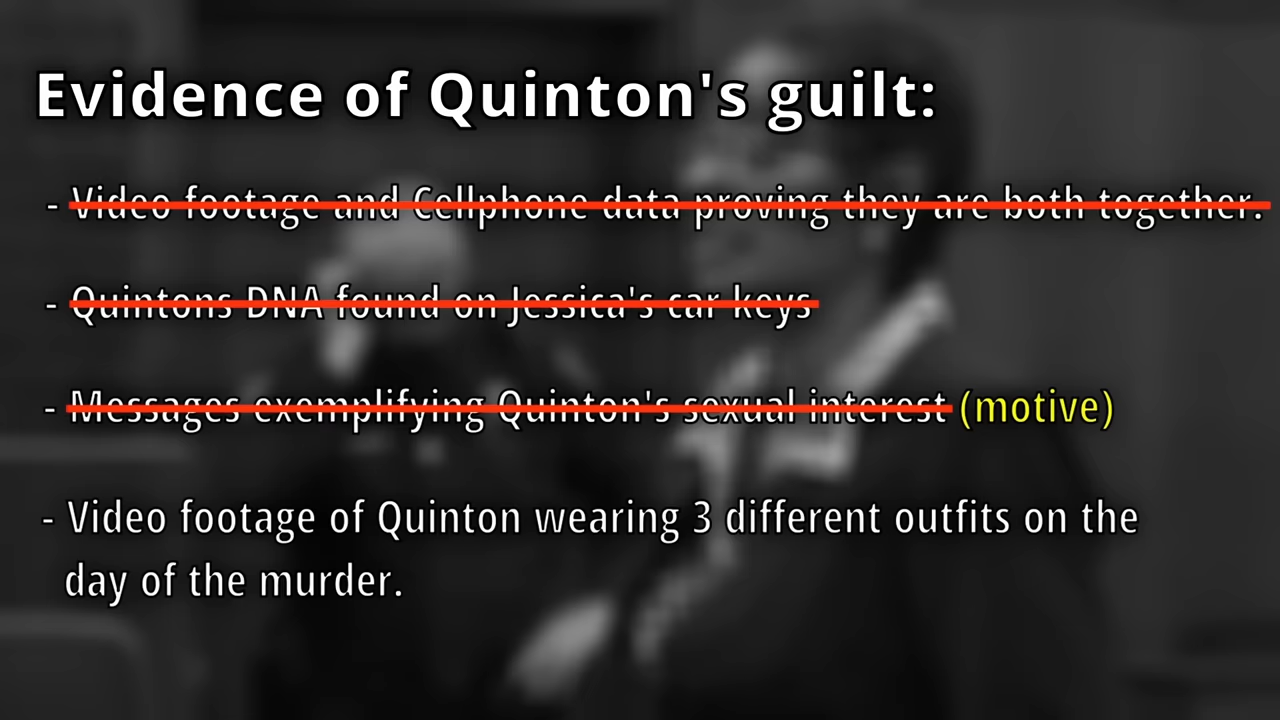 Evidence of Quinton's guilt:
- Video footage and Cellphone data proving they are both together.
- Quintons DNA found on Jessica's car keys
- Messages exemplifying Quinton's sexual interest (motive)
- Video footage of Quinton wearing 3 different outfits on the
day of the murder.